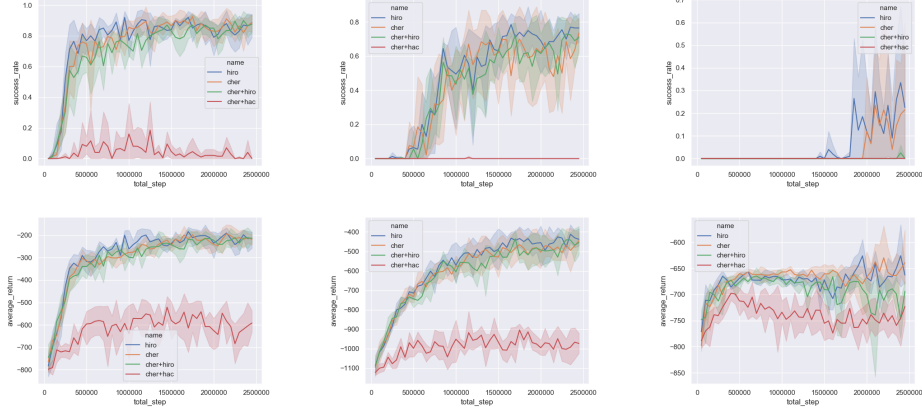 1.0
0.8
0.6
0.4
0.2
0.0
success_rate
name
hiro
cher
cher+hiro
cher+hac
0 500000 1000000 1500000 2000000 2500000
total_step
0.8
0.6
0.4
0.2
0.0
success_rate
name
hiro
cher
cher+hiro
cher+hac
0 500000 1000000 1500000 2000000 2500000
total_step
0.7
0.6
0.5
0.4
0.3
0.2
0.1
0.0
success_rate
name
hiro
cher
cher+hiro
cher+hac
0 500000 1000000 1500000 2000000 2500000
total_step
−200
−300
−400
−500
−600
−700
−800
average_return
name
hiro
cher
cher+hiro
cher+hac
0 500000 1000000 1500000 2000000 2500000
total_step
−400
−500
−600
−700
−800
−900
−1000
−1100
average_return
name
hiro
cher
cher+hiro
cher+hac
0 500000 1000000 1500000 2000000 2500000
total_step
−650
−700
−750
−800
−850
average_return
name
hiro
cher
cher+hiro
cher+hac
0 500000 1000000 1500000 2000000 2500000
total_step